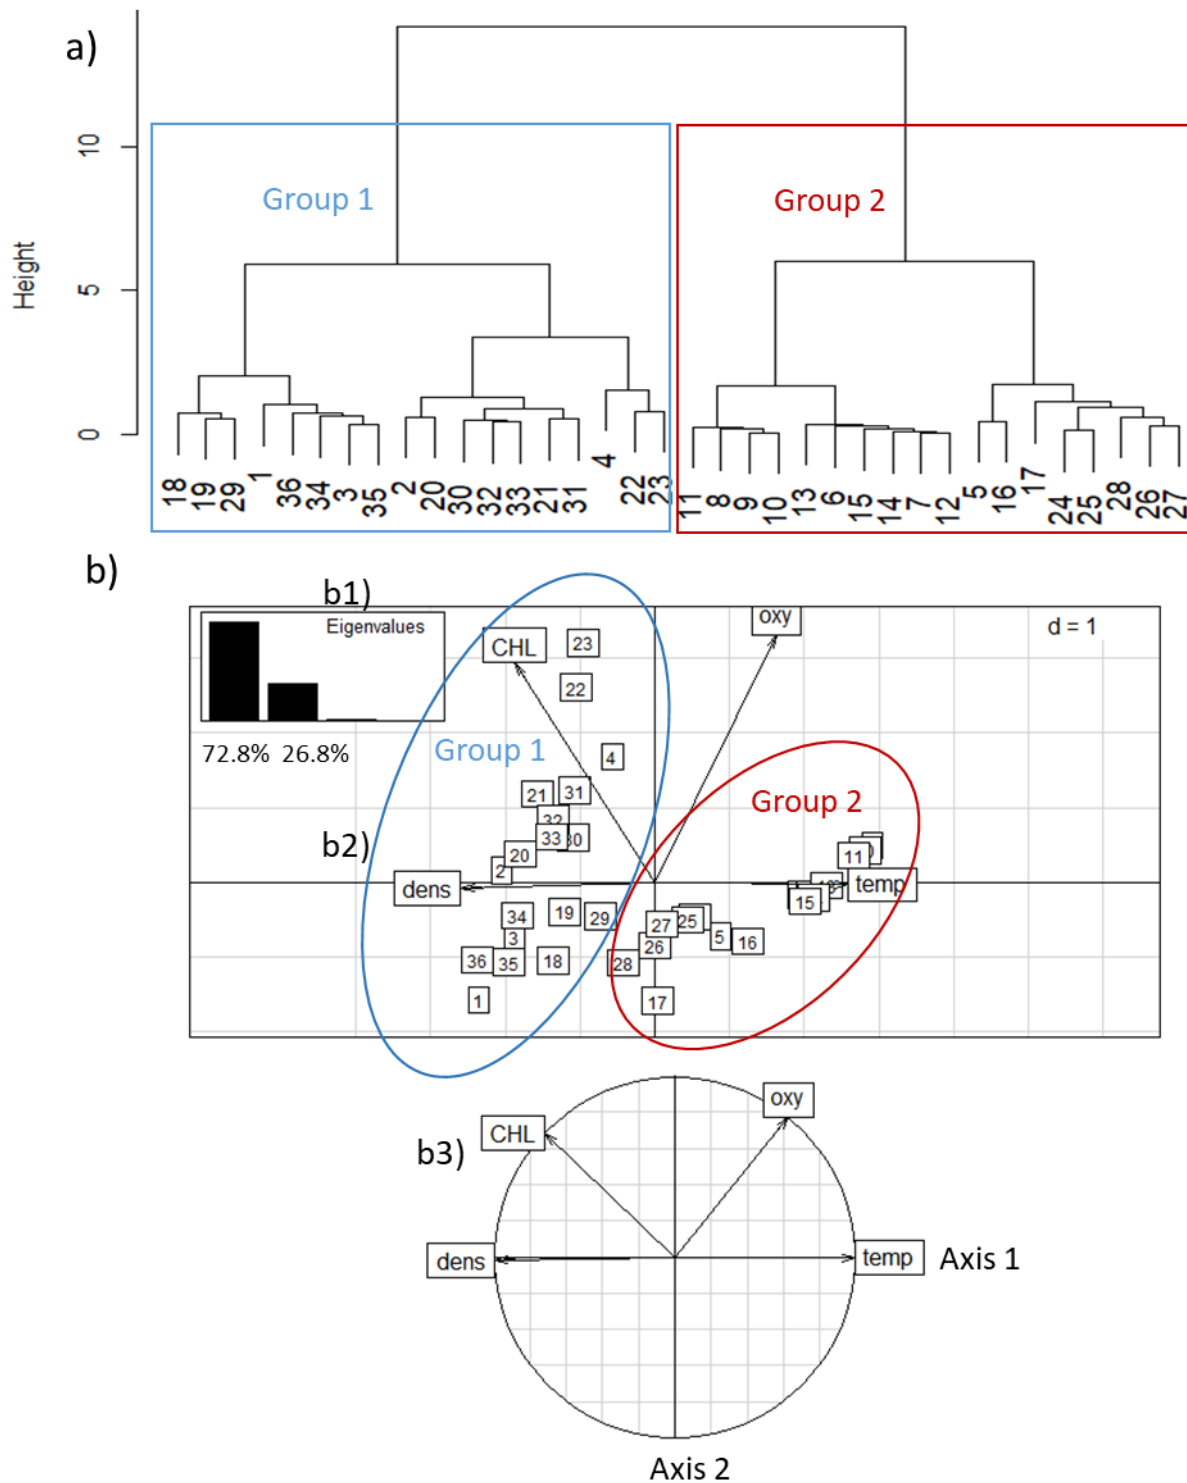 a)
10
5
0
Height
Group 1
Group 2
18 19 29 1 36 34 3 35 2 20 30 32 33 21 31 4 22 23
11 8 9 10 13 6 15 14 7 12 5 16 17 24 25 28 26 27
b)
b1)
Eigenvalues
72.8% 26.8%
d = 1
oxy
CHL
23
22
Group 1
4
21
31
32
33
30
20
2
Group 2
11
b2)
dens
temp
15
34
19
29
27
25
3
26
5
16
36
35
18
28
1
17
b3)
CHL
oxy
dens
temp
Axis 1
Axis 2